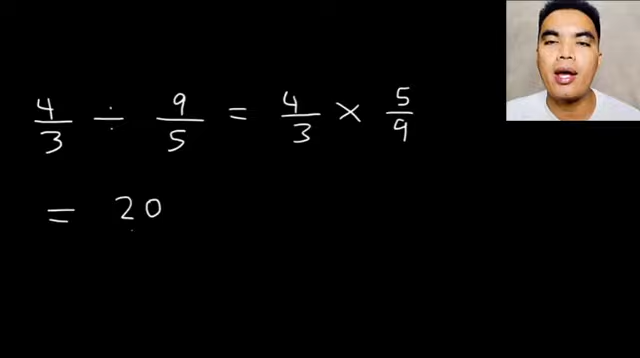 4/3 ÷ 9/5 = 4/3 × 5/9
= 20